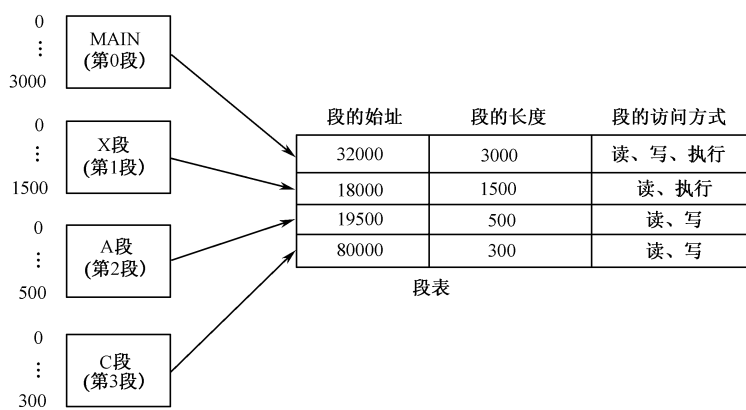 0
⋮
3000
MAIN
(第0段)
0
⋮
1500
X段
(第1段)
0
⋮
500
A段
(第2段)
0
⋮
300
C段
(第3段)
段的始址 段的长度 段的访问方式
32000 3000 读、写、执行
18000 1500 读、执行
19500 500 读、写
80000 300 读、写
段表